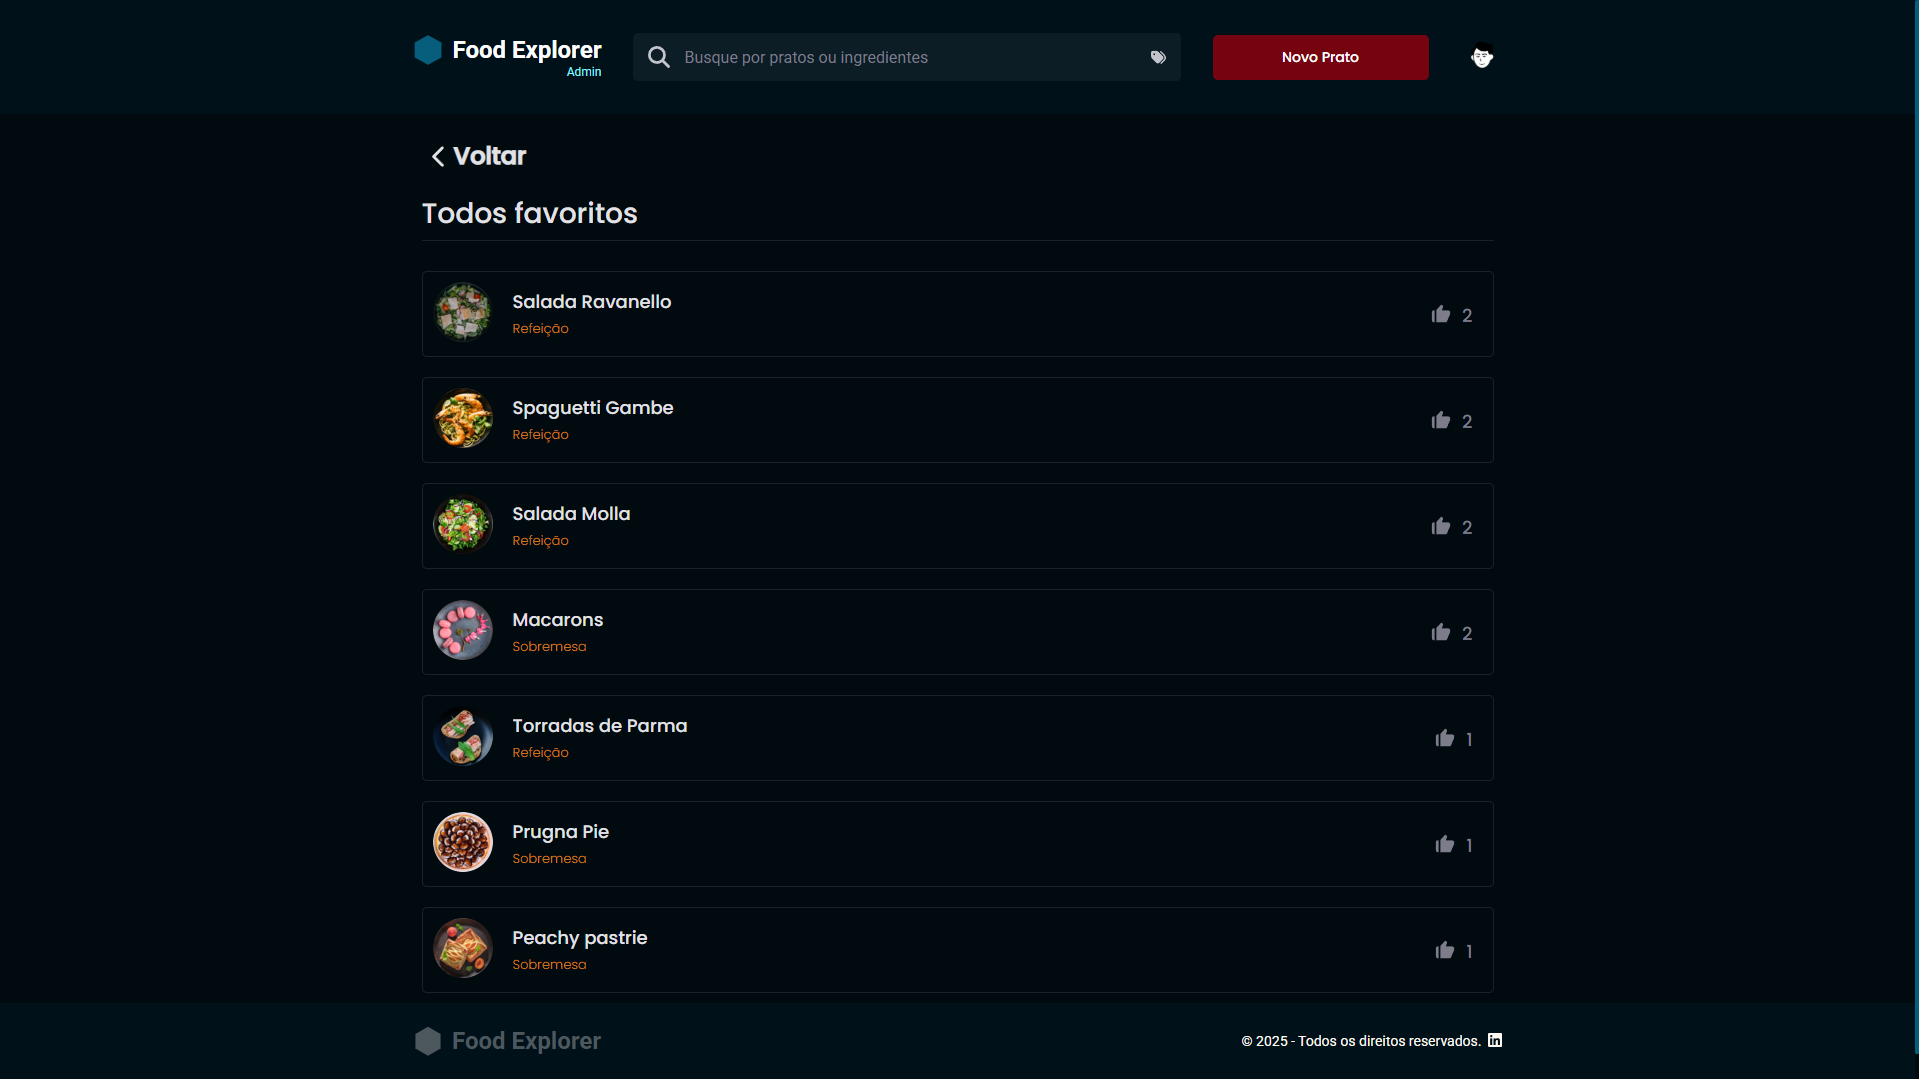 Food Explorer
Admin
Busque por pratos ou ingredientes
Novo Prato
Voltar
Todos favoritos
Salada Ravanello
Refeição
2
Spaguetti Gambe
Refeição
2
Salada Molla
Refeição
2
Macarons
Sobremesa
2
Torradas de Parma
Refeição
1
Prugna Pie
Sobremesa
1
Peachy pastrie
Sobremesa
1
Food Explorer
© 2025 - Todos os direitos reservados.